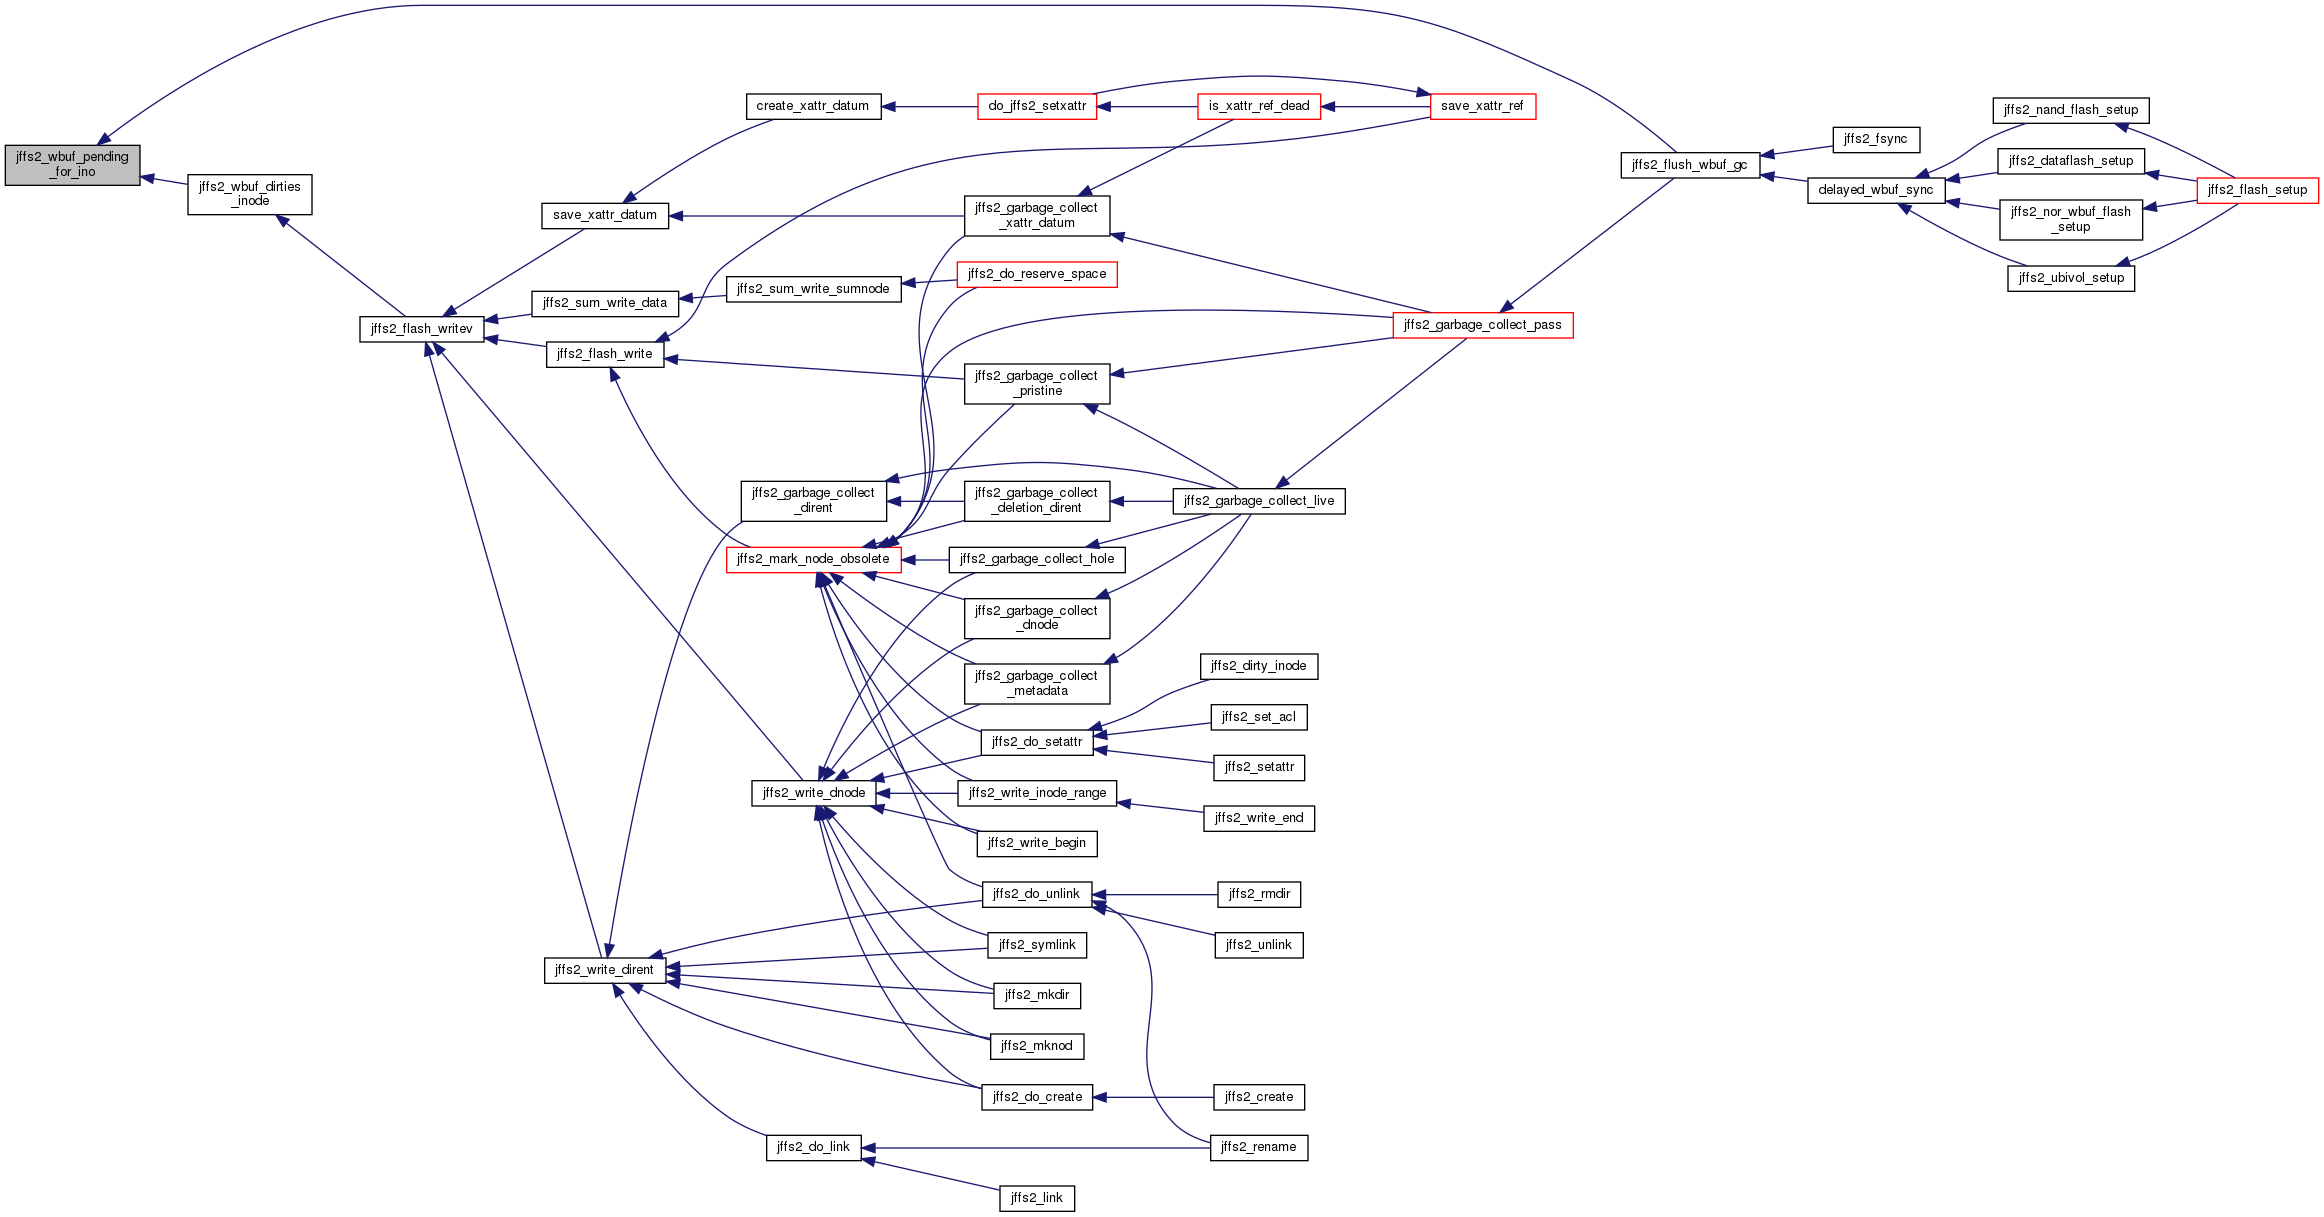 jffs2_wbuf_pending
_for_ino
jffs2_wbuf_dirties
_inode
jffs2_flash_writev
save_xattr_datum
jffs2_sum_write_data
jffs2_flash_write
jffs2_write_dirent
create_xattr_datum
jffs2_sum_write_sumnode
jffs2_garbage_collect
_dirent
jffs2_mark_node_obsolete
jffs2_write_dnode
jffs2_do_link
do_jffs2_setxattr
jffs2_garbage_collect
_xattr_datum
jffs2_do_reserve_space
jffs2_garbage_collect
_pristine
jffs2_garbage_collect
_deletion_dirent
jffs2_garbage_collect_hole
jffs2_garbage_collect
_dnode
jffs2_garbage_collect
_metadata
jffs2_do_setattr
jffs2_write_inode_range
jffs2_write_begin
jffs2_do_unlink
jffs2_symlink
jffs2_mkdir
jffs2_mknod
jffs2_do_create
jffs2_link
is_xattr_ref_dead
jffs2_garbage_collect_live
jffs2_dirty_inode
jffs2_set_acl
jffs2_setattr
jffs2_write_end
jffs2_rmdir
jffs2_unlink
jffs2_create
jffs2_rename
save_xattr_ref
jffs2_garbage_collect_pass
jffs2_flush_wbuf_gc
jffs2_fsync
delayed_wbuf_sync
jffs2_nand_flash_setup
jffs2_dataflash_setup
jffs2_nor_wbuf_flash
_setup
jffs2_ubivol_setup
jffs2_flash_setup